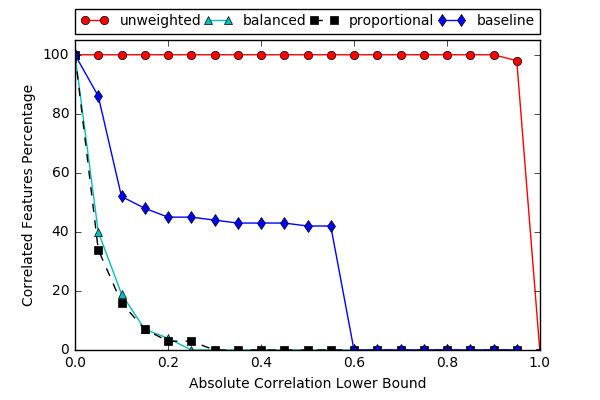 unweighted balanced proportional baseline
100
80
60
40
20
0
Correlated Features Percentage
0.0 0.2 0.4 0.6 0.8 1.0
Absolute Correlation Lower Bound